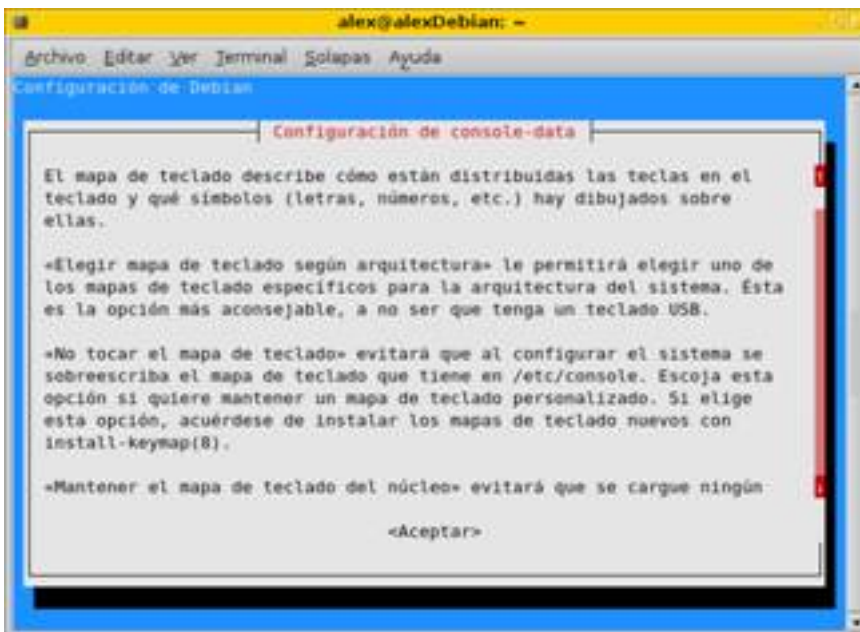 alex@alexDebian: ~
Archivo Editar Ver Terminal Solapas Ayuda
Configuración de Debian
Configuración de console-data
El mapa de teclado describe cómo están distribuidas las teclas en el
teclado y qué símbolos (letras, números, etc.) hay dibujados sobre
ellas.
«Elegir mapa de teclado según arquitectura» le permitirá elegir uno de
los mapas de teclado específicos para la arquitectura del sistema. Ésta
es la opción más aconsejable, a no ser que tenga un teclado USB.
«No tocar el mapa de teclado» evitará que al configurar el sistema se
sobreescriba el mapa de teclado que tiene en /etc/console. Escoja esta
opción si quiere mantener un mapa de teclado personalizado. Si elige
esta opción, acuérdese de instalar los mapas de teclado nuevos con
install-keymap(8).
«Mantener el mapa de teclado del núcleo» evitará que se cargue ningún
<Aceptar>